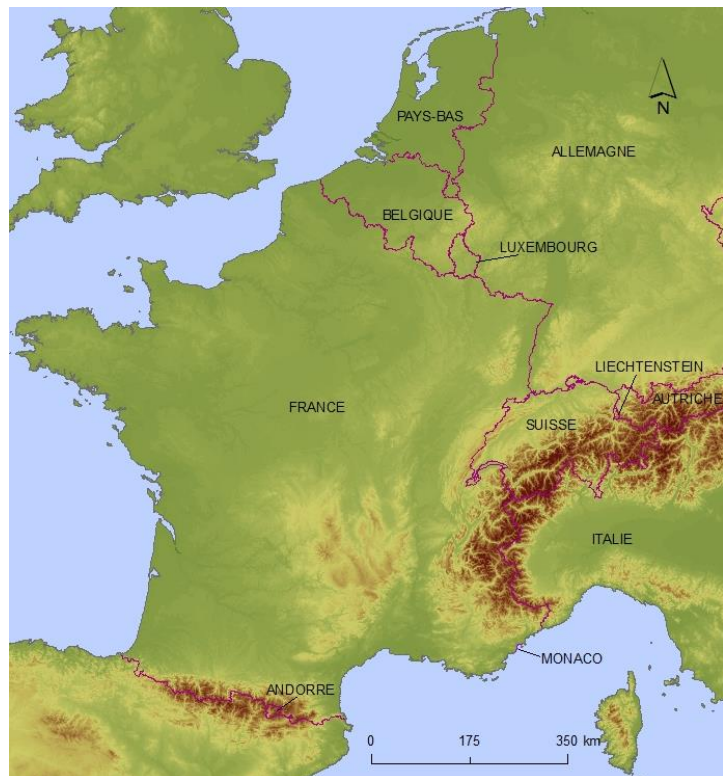 PAYS-BAS
N
ALLEMAGNE
BELGIQUE
LUXEMBOURG
LIECHTENSTEIN
AUTRICHE
FRANCE
SUISSE
ITALIE
MONACO
ANDORRE
0 175 350 km